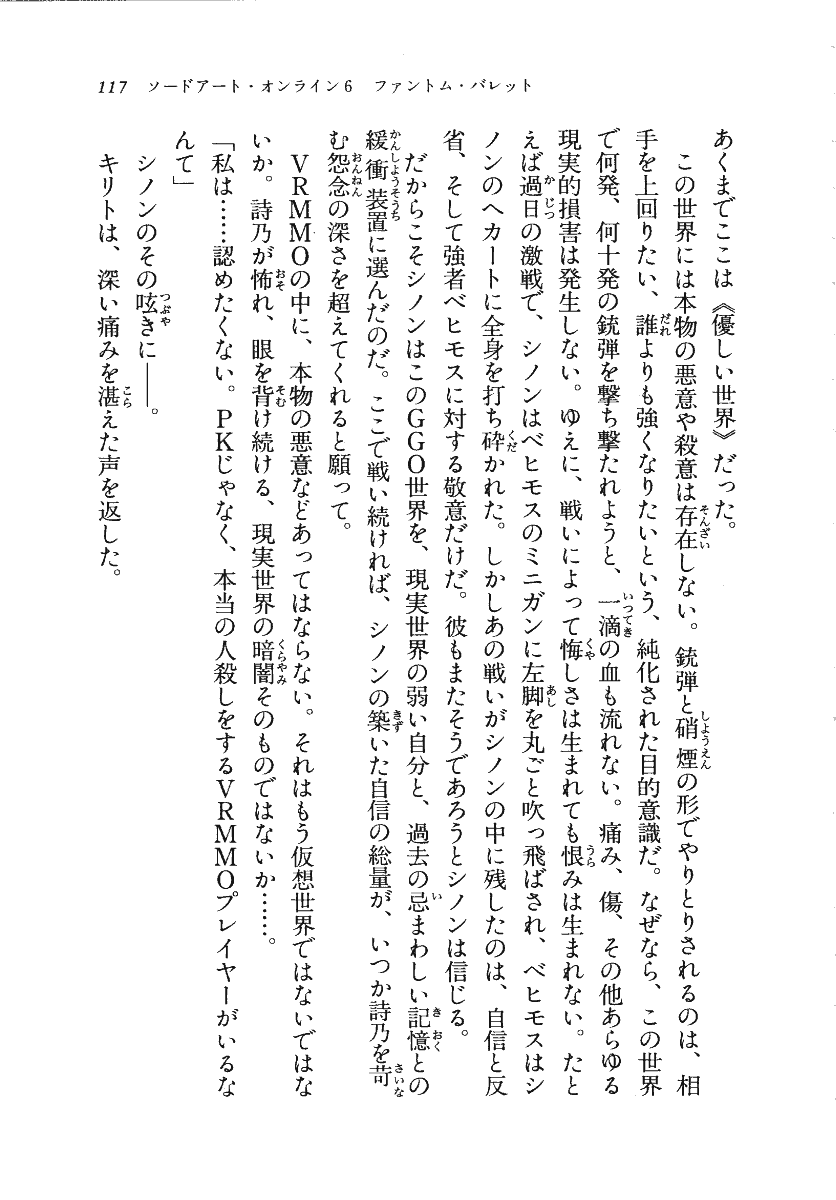 117 ソードアート・オンライン6 ファントム・バレット
あくまでここは《優しい世界》だった。
この世界には本物の悪意や殺意は存在しない。銃弾と硝煙の形でやりとりされるのは、相
手を上回りたい、誰よりも強くなりたいという、純化された目的意識だ。なぜなら、この世界
で何発、何十発の銃弾を撃ち撃たれようと、一滴の血も流れない。痛み、傷、その他あらゆる
現実的損害は発生しない。ゆえに、戦いによって悔しさは生まれても恨みは生まれない。たと
えば過日の激戦で、シノンはベヒモスのミニガンに左脚を丸ごと吹っ飛ばされ、ベヒモスはシ
ノンのヘカートに全身を打ち砕かれた。しかしあの戦いがシノンの中に残したのは、自信と反
省、そして強者ベヒモスに対する敬意だけだ。彼もまたそうであろうとシノンは信じる。
だからこそシノンはこのGGO世界を、現実世界の弱い自分と、過去の忌まわしい記憶との
緩衝装置に選んだのだ。ここで戦い続ければ、シノンの築いた自信の総量が、いつか詩乃を苛
む怨念の深さを超えてくれると願って。
VRMMOの中に、本物の悪意などあってはならない。それはもう仮想世界ではないではな
いか。詩乃が怖れ、眼を背け続ける、現実世界の暗闇そのものではないか……。
「私は……認めたくない。PKじゃなく、本当の人殺しをするVRMMOプレイヤーがいるな
んて」
シノンのその呟きに――。
キリトは、深い痛みを湛えた声を返した。